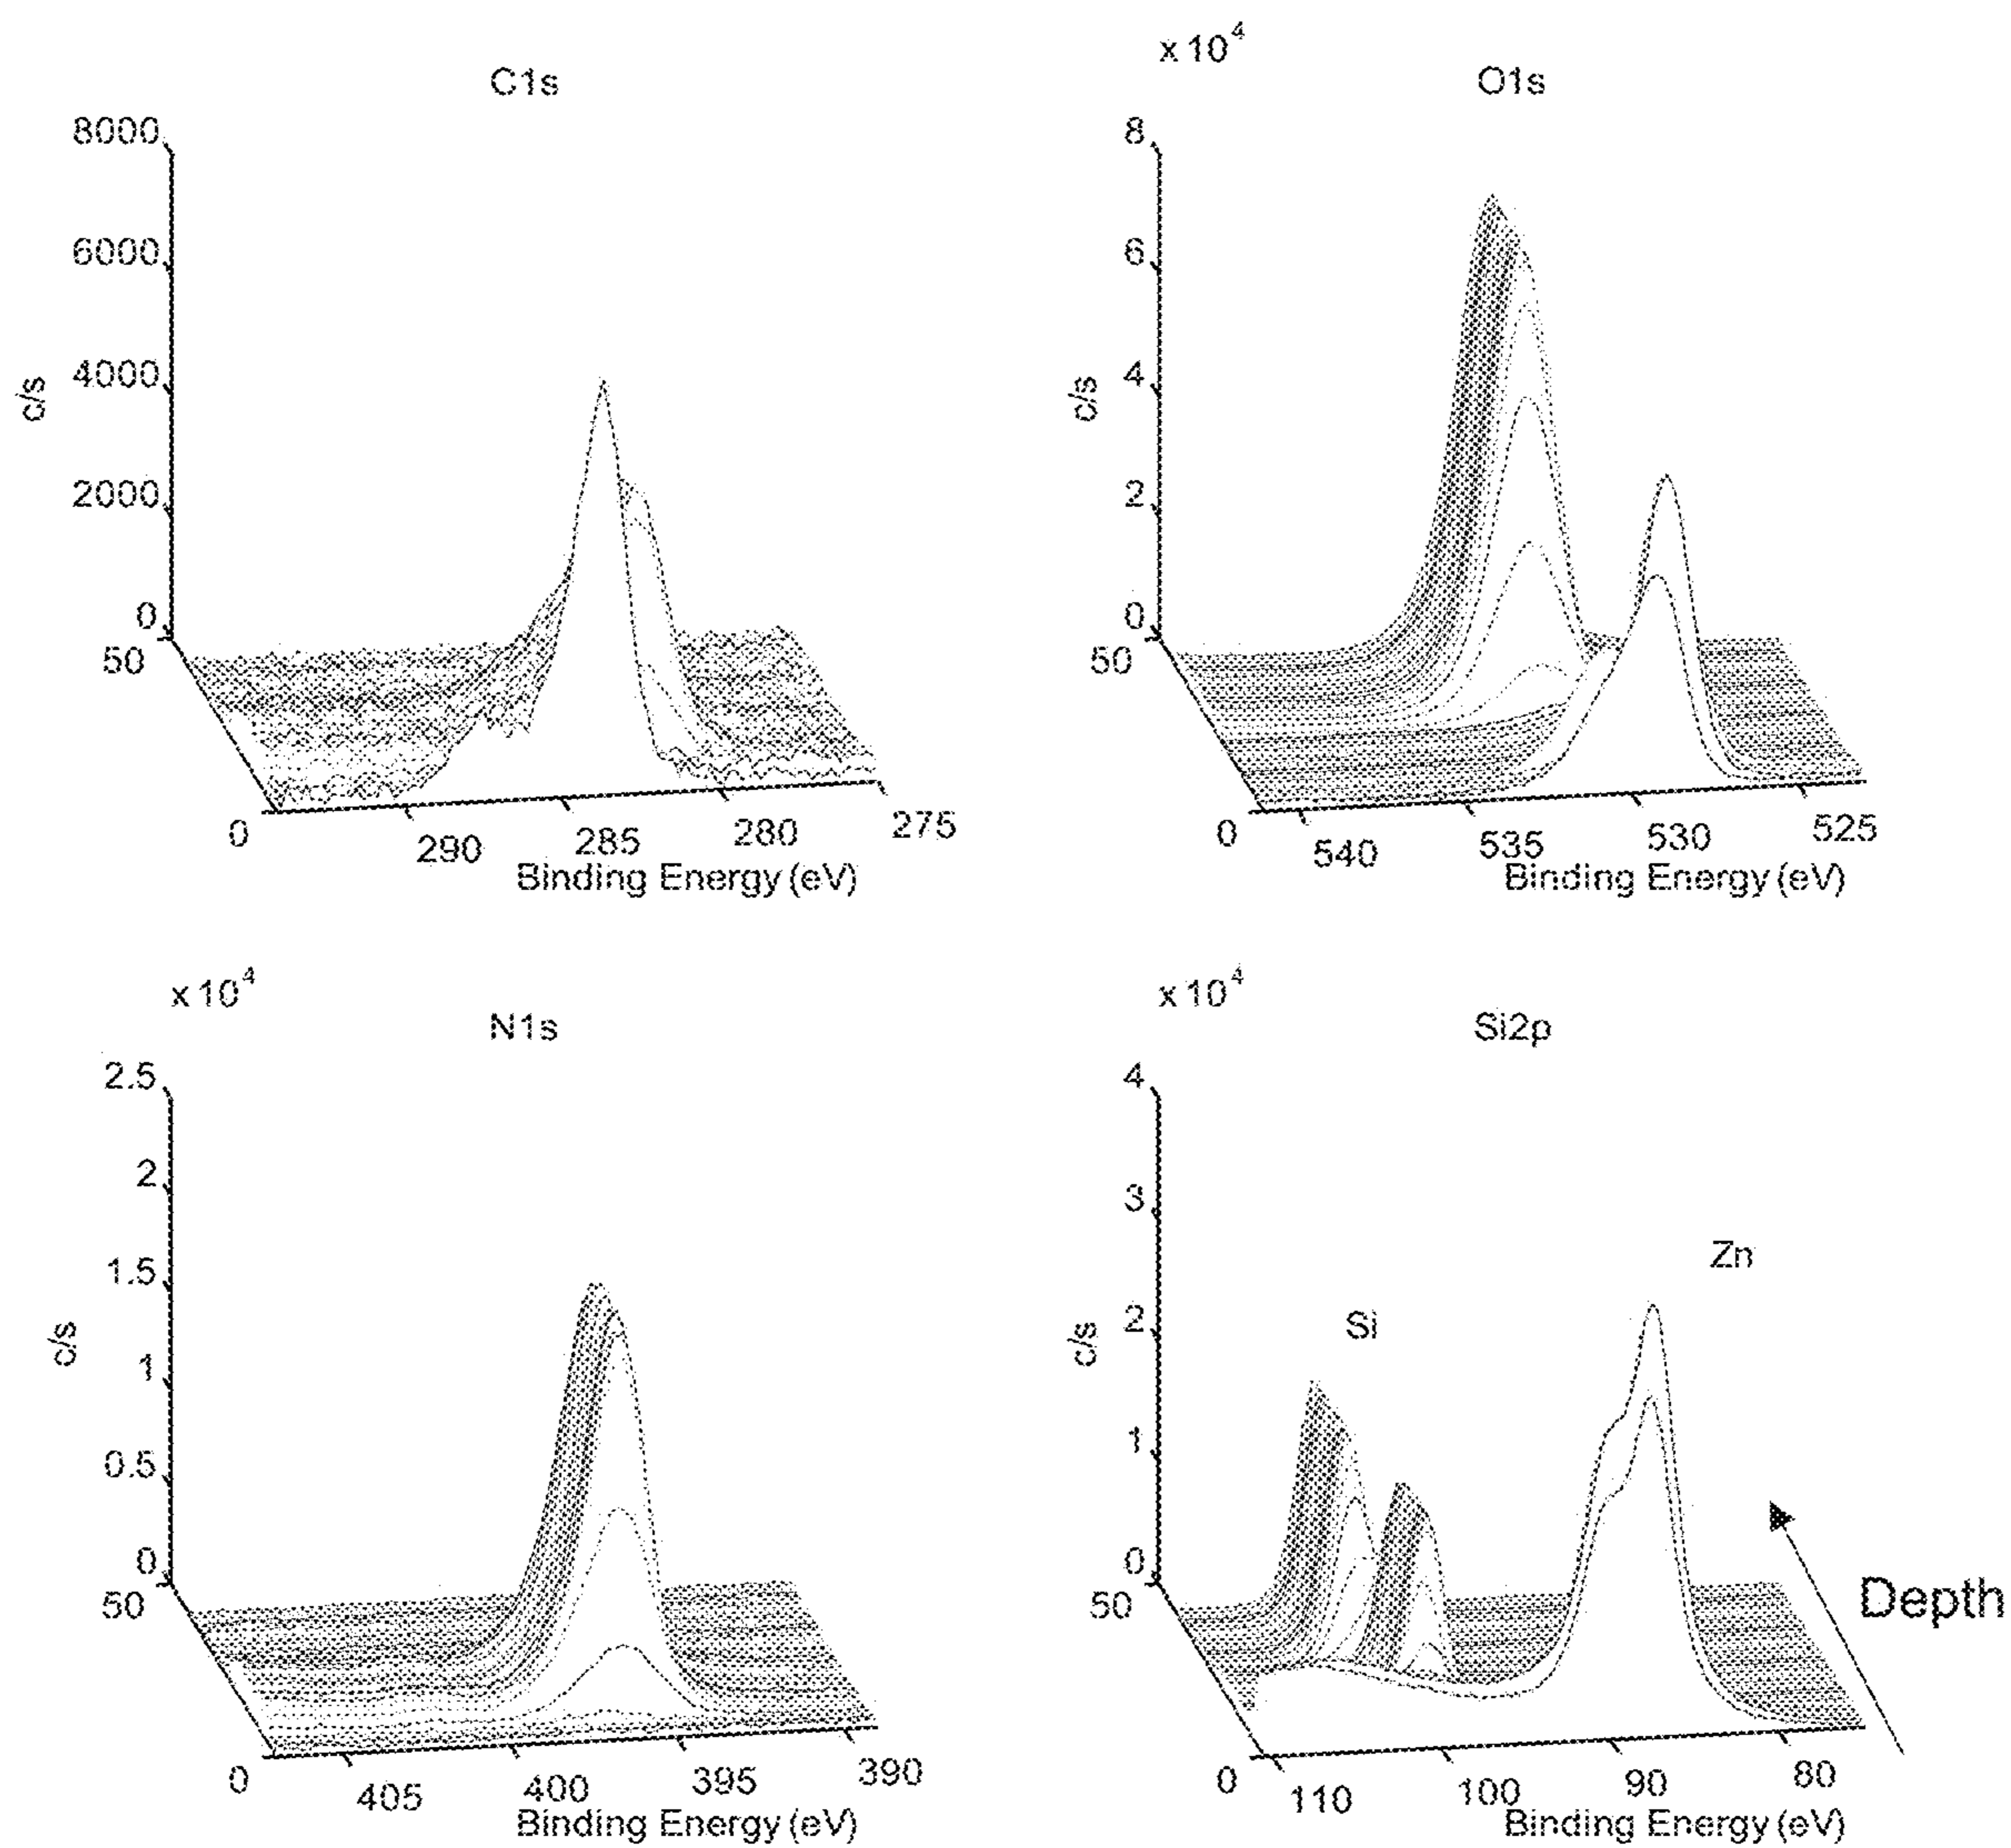 C1s
8000
6000
4000
2000
0
50
0
c/s
290
285
280
275
Binding Energy (eV)
x 10^4
O1s
8
6
4
2
0
50
0
c/s
540
535
530
525
Binding Energy (eV)
x 10^4
N1s
2.5
2
1.5
1
0.5
0
50
0
c/s
405
400
395
390
Binding Energy (eV)
x 10^4
Si2p
4
3
2
1
0
50
0
c/s
Si
Zn
Depth
110
100
90
80
Binding Energy (eV)